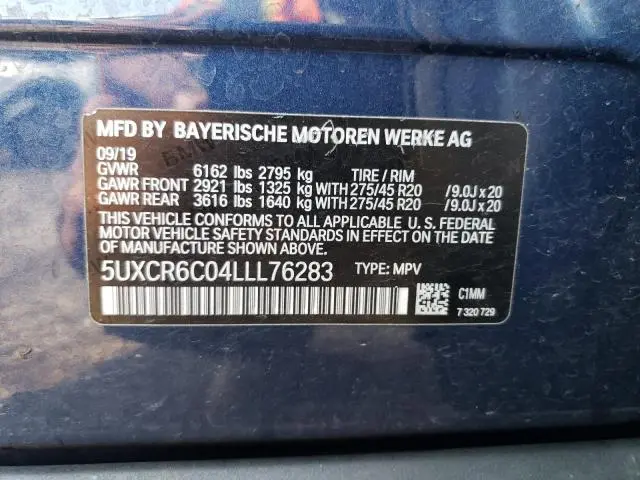 MFD BY BAYERISCHE MOTOREN WERKE AG
09/19
GVWR 6162 lbs 2795 kg TIRE / RIM
GAWR FRONT 2921 lbs 1325 kg WITH 275/45 R20 / 9.0J x 20
GAWR REAR 3616 lbs 1640 kg WITH 275/45 R20 / 9.0J x 20
THIS VEHICLE CONFORMS TO ALL APPLICABLE U. S. FEDERAL
MOTOR VEHICLE SAFETY STANDARDS IN EFFECT ON THE DATE
OF MANUFACTURE SHOWN ABOVE.
5UXCR6C04LLL76283 TYPE: MPV
C1MM
7 320 729